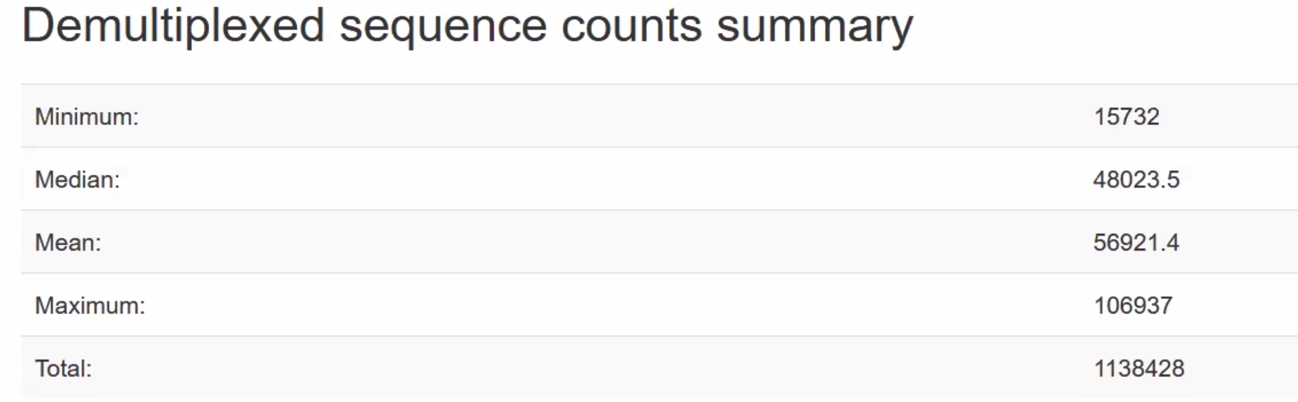 Demultiplexed sequence counts summary
Minimum: 15732
Median: 48023.5
Mean: 56921.4
Maximum: 106937
Total: 1138428